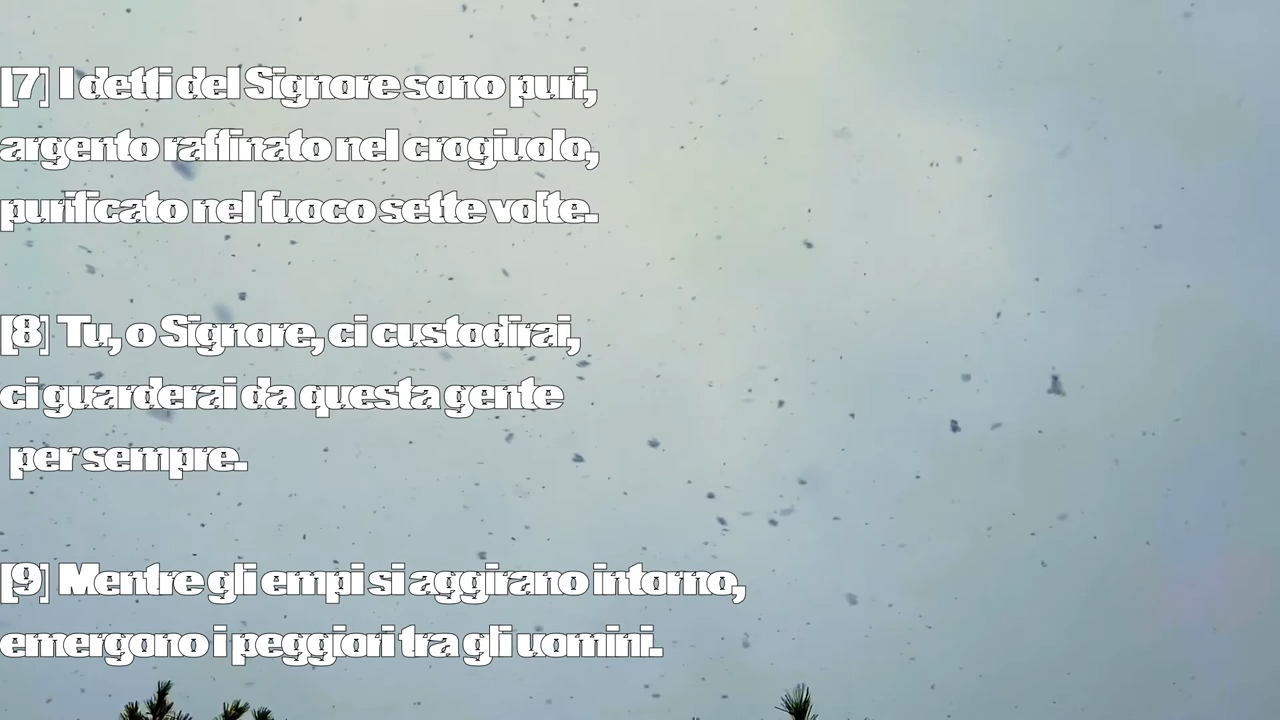 [7] I detti del Signore sono puri,
argento raffinato nel crogiuolo,
purificato nel fuoco sette volte.
[8] Tu, o Signore, ci custodirai,
ci guarderai da questa gente
per sempre.
[9] Mentre gli empi si aggirano intorno,
emergono i peggiori tra gli uomini.